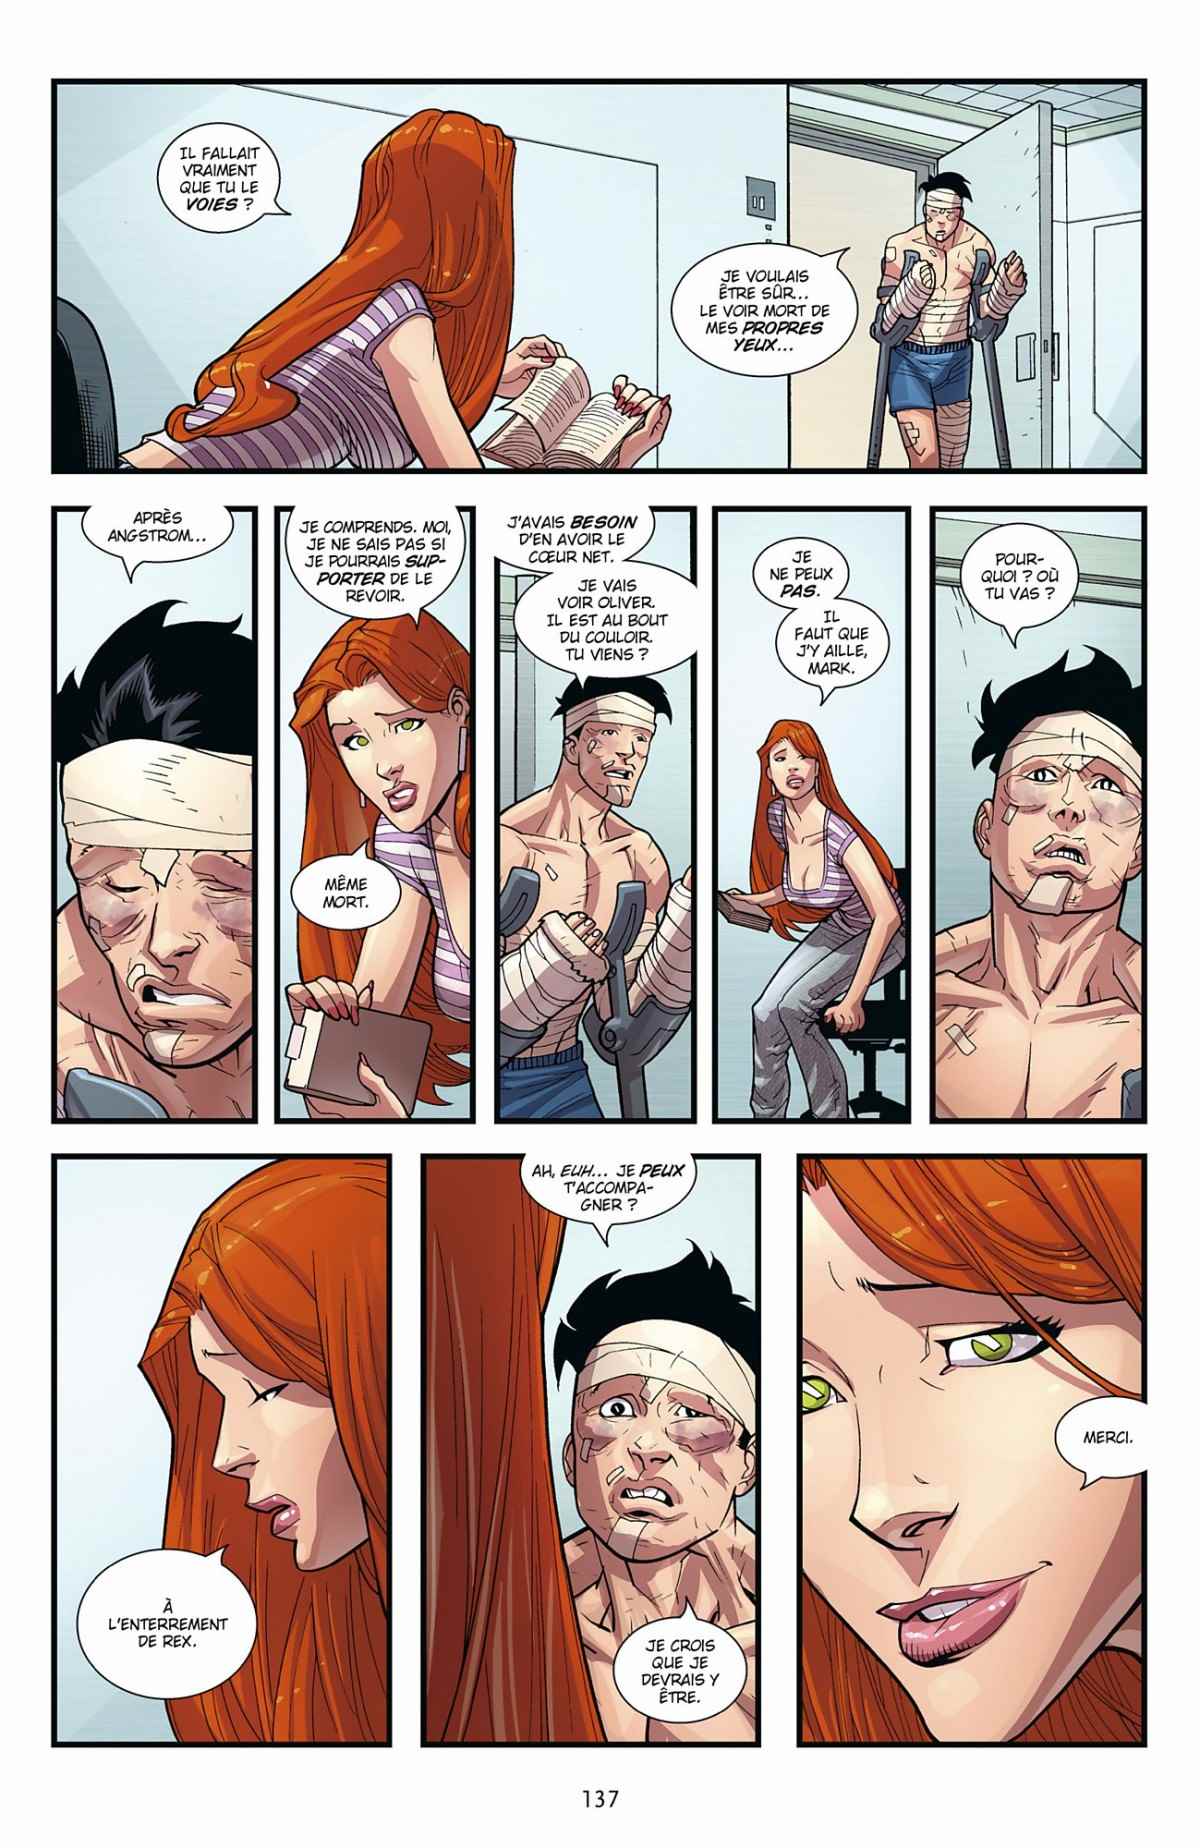 IL FALLAIT
VRAIMENT
QUE TU LE
VOIES ?
JE VOULAIS
ÊTRE SÛR...
LE VOIR MORT DE
MES PROPRES
YEUX...
APRÈS
ANGSTROM...
JE COMPRENDS. MOI,
JE NE SAIS PAS SI
JE POURRAIS SUP-
PORTER DE LE
REVOIR.
MÊME
MORT.
J'AVAIS BESOIN
D'EN AVOIR LE
CŒUR NET.
JE VAIS
VOIR OLIVER.
IL EST AU BOUT
DU COULOIR.
TU VIENS ?
JE
NE PEUX
PAS.
IL
FAUT QUE
J'Y AILLE,
MARK.
POUR-
QUOI ? OÙ
TU VAS ?
À
L'ENTERREMENT
DE REX.
AH, EUH... JE PEUX
T'ACCOMPA-
GNER ?
JE CROIS
QUE JE
DEVRAIS Y
ÊTRE.
MERCI.
137